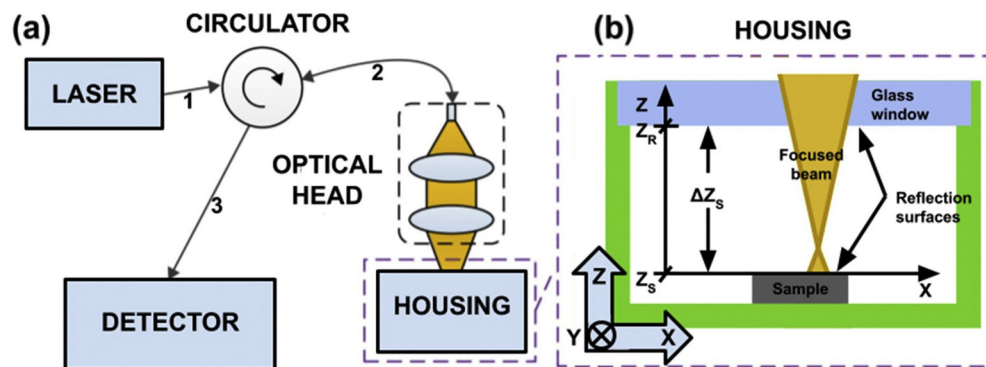 (a)
CIRCULATOR
LASER
1
2
3
OPTICAL
HEAD
DETECTOR
HOUSING
(b)
HOUSING
Z
Z_R
Glass
window
Focused
beam
ΔZ_S
Reflection
surfaces
Z_S
Sample
X
Z
Y
X